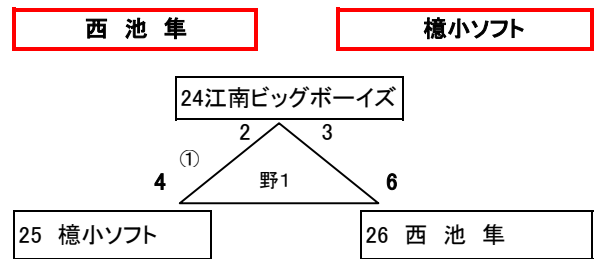 西 池 隼 檍小ソフト
24江南ビッグボーイズ
2 3
①
4 野1 6
25 檍小ソフト 26 西 池 隼